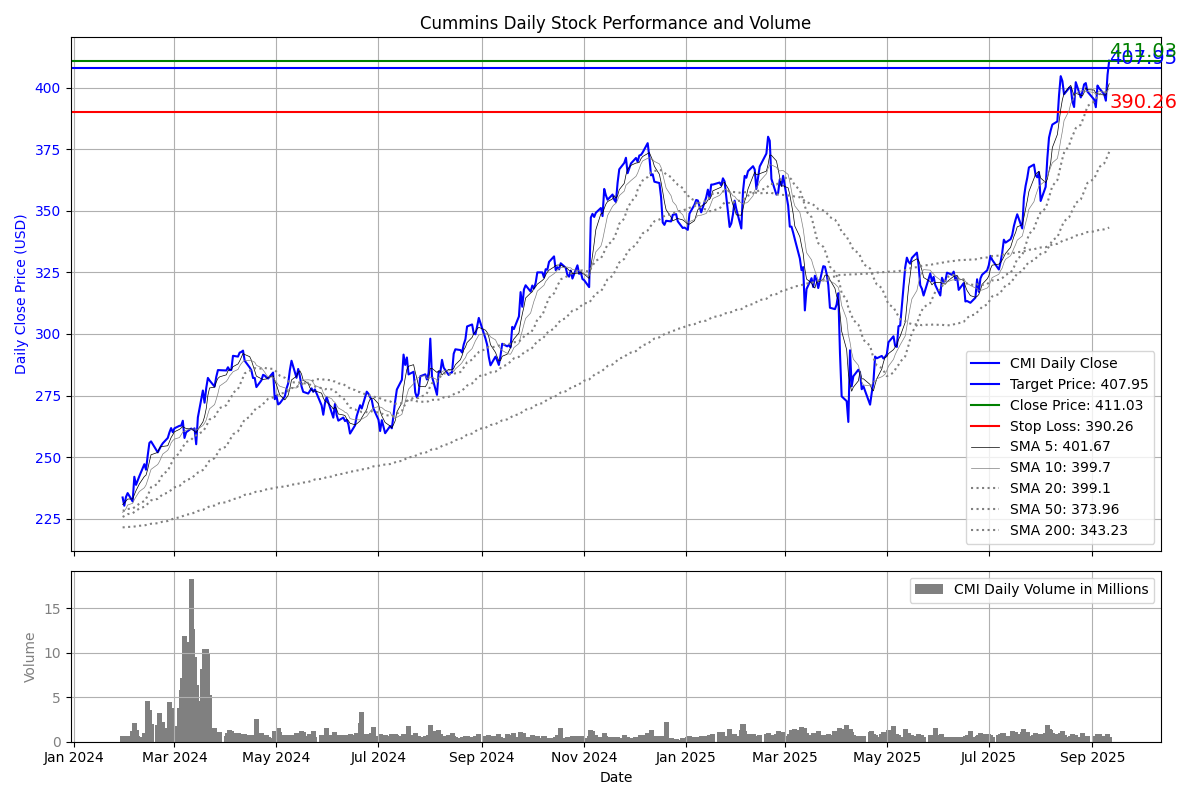 Cummins Daily Stock Performance and Volume
Daily Close Price (USD)
400
375
350
325
300
275
250
225
411.03
407.95
390.26
CMI Daily Close
Target Price: 407.95
Close Price: 411.03
Stop Loss: 390.26
SMA 5: 401.67
SMA 10: 399.7
SMA 20: 399.1
SMA 50: 373.96
SMA 200: 343.23
Volume
15
10
5
0
CMI Daily Volume in Millions
Jan 2024
Mar 2024
May 2024
Jul 2024
Sep 2024
Nov 2024
Jan 2025
Mar 2025
May 2025
Jul 2025
Sep 2025
Date